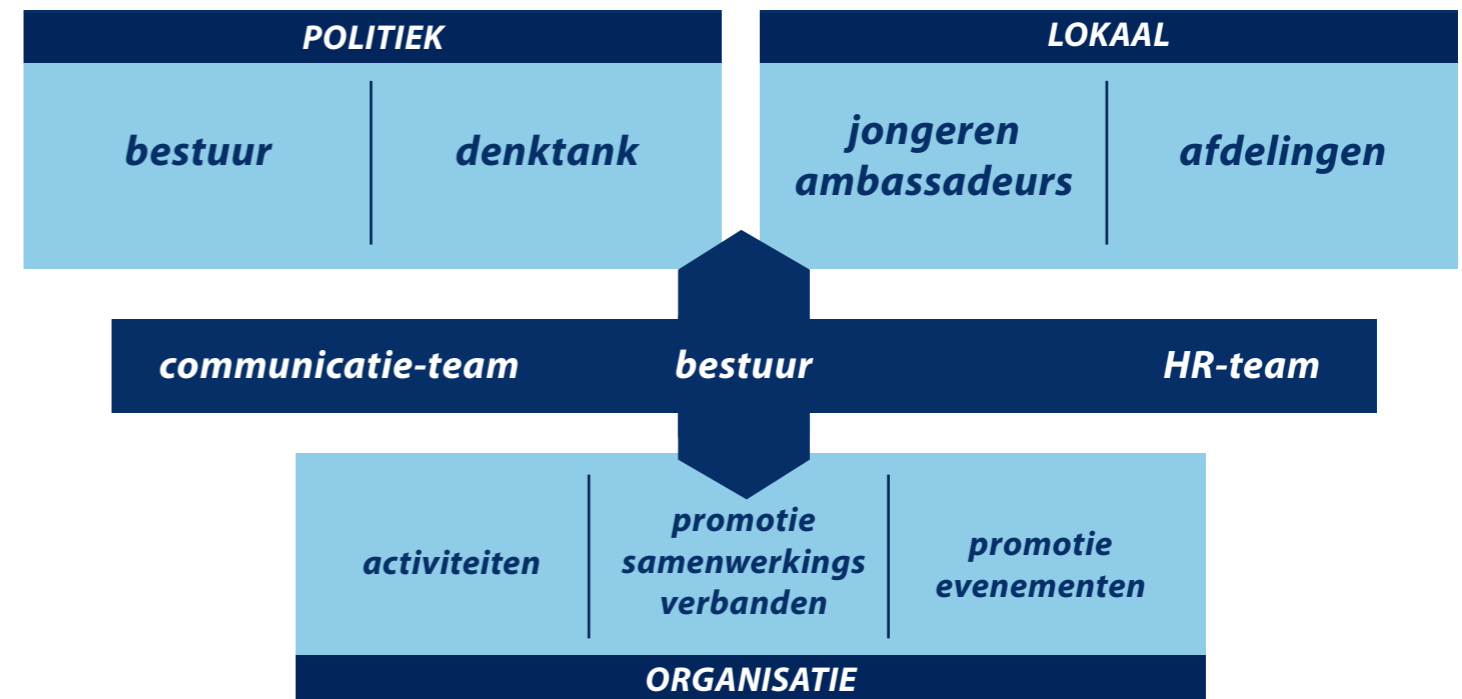 POLITIEK
bestuur
denktank
LOKAAL
jongeren
ambassadeurs
afdelingen
communicatie-team
bestuur
HR-team
activiteiten
promotie
samenwerkings
verbanden
promotie
evenementen
ORGANISATIE